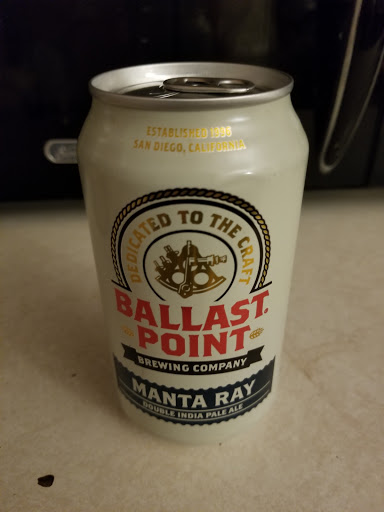 ESTABLISHED 1996
SAN DIEGO, CALIFORNIA
DEDICATED TO THE CRAFT
BALLAST
POINT
BREWING COMPANY
MANTA RAY
DOUBLE INDIA PALE ALE